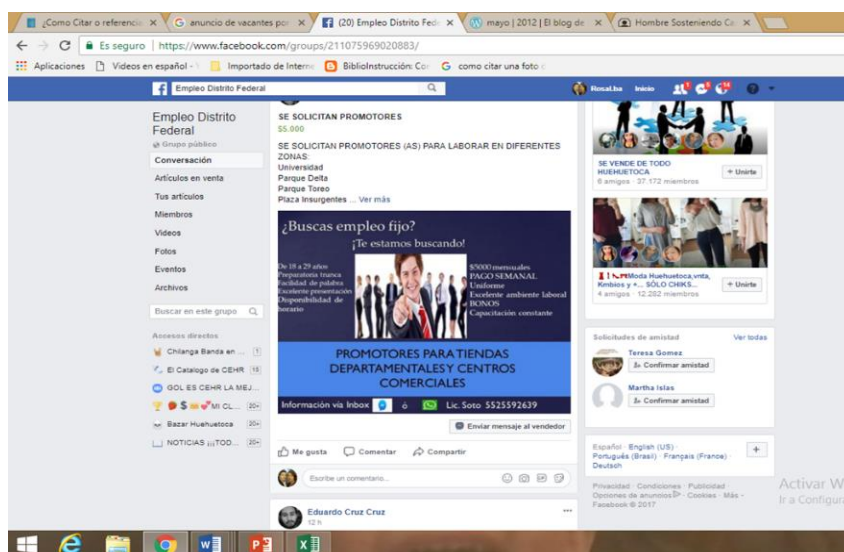 ¿Como Citar o referencia
anuncio de vacantes por
(20) Empleo Distrito Fede
mayo | 2012 | El blog de
Hombre Sosteniendo Ca
Es seguro | https://www.facebook.com/groups/211075969020883/
Aplicaciones
Videos en español -
Importado de Interne
BiblioInstrucción: Co
como citar una foto
Empleo Distrito Federal
Rosalba
Inicio
Empleo Distrito
Federal
Grupo público
Conversación
Artículos en venta
Tus artículos
Miembros
Videos
Fotos
Eventos
Archivos
Buscar en este grupo
Accesos directos
Chilanga Banda en ... 1
El Catalogo de CEHR 18
GOL ES CEHR LA MEJ...
MI CL... 20+
Bazar Huehuetoca 20+
NOTICIAS ¡¡¡TOD... 20+
SE SOLICITAN PROMOTORES
$5.000
SE SOLICITAN PROMOTORES (AS) PARA LABORAR EN DIFERENTES
ZONAS:
Universidad
Parque Delta
Parque Toreo
Plaza Insurgentes ... Ver más
¿Buscas empleo fijo?
¡Te estamos buscando!
De 18 a 29 años
Preparatoria trunca
Facilidad de palabra
Excelente presentación
Disponibilidad de
horario
$5000 mensuales
PAGO SEMANAL
Uniforme
Excelente ambiente laboral
BONOS
Capacitación constante
PROMOTORES PARA TIENDAS
DEPARTAMENTALES Y CENTROS
COMERCIALES
Información vía Inbox ó Lic. Soto 5525592639
Enviar mensaje al vendedor
Me gusta
Comentar
Compartir
Escribe un comentario...
Eduardo Cruz Cruz
12 h
SE VENDE DE TODO
HUEHUETOCA
6 amigos · 37.172 miembros
+ Unirte
Moda Huehuetoca,vnta,
Kmbios y +... SÓLO CHIKS...
4 amigos · 12.282 miembros
+ Unirte
Solicitudes de amistad
Ver todas
Teresa Gomez
Confirmar amistad
Martha Islas
Confirmar amistad
Español · English (US) ·
Português (Brasil) · Français (France) ·
Deutsch
Privacidad · Condiciones · Publicidad ·
Opciones de anuncios · Cookies · Más ·
Facebook © 2017
Activar W
Ir a Configura